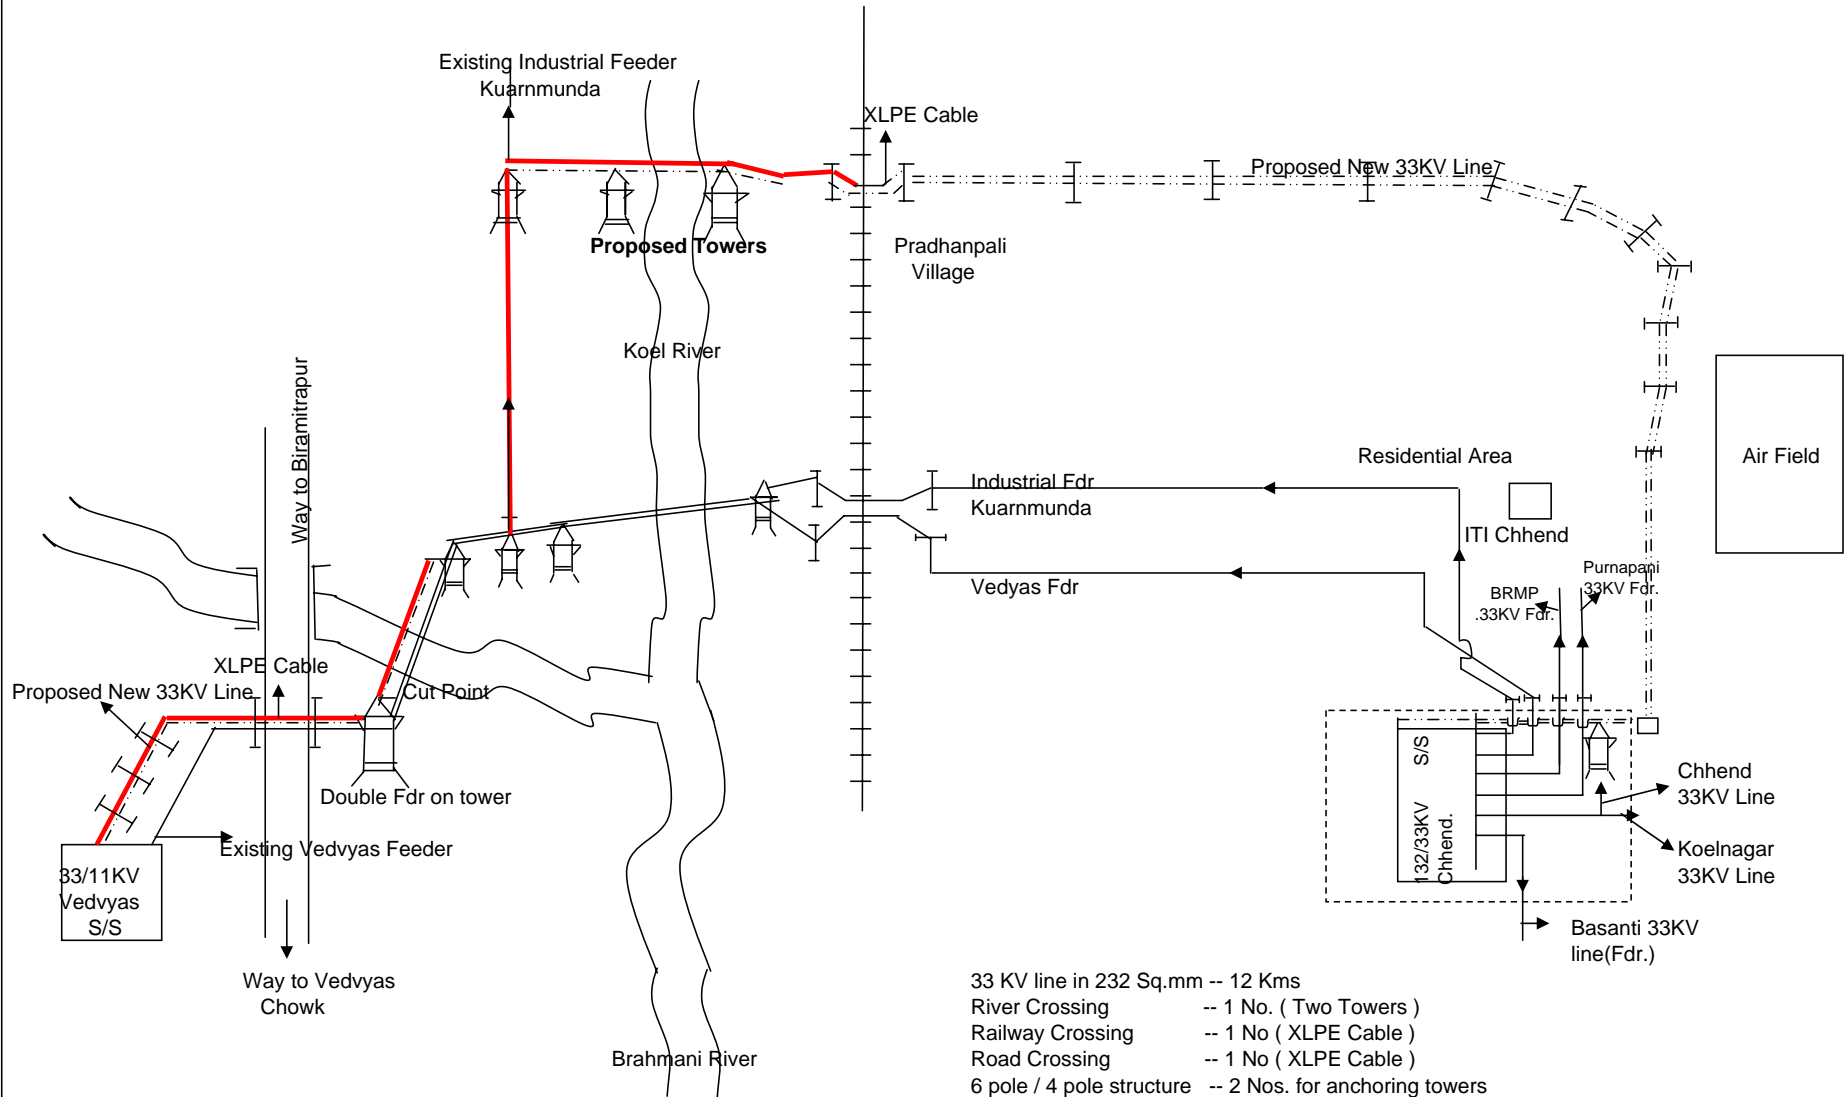 Existing Industrial Feeder
Kuarnmunda
XLPE Cable
Proposed New 33KV Line
Proposed Towers
Pradhanpali
Village
Koel River
Way to Biramitrapur
Residential Area
Air Field
Industrial Fdr
Kuarnmunda
ITI Chhend
Vedyas Fdr
Purnapani
33KV Fdr.
BRMP
.33KV Fdr.
XLPE Cable
Proposed New 33KV Line
Cut Point
Double Fdr on tower
Existing Vedvyas Feeder
33/11KV
Vedvyas
S/S
132/33KV S/S
Chhend.
Chhend
33KV Line
Koelnagar
33KV Line
Basanti 33KV
line(Fdr.)
Way to Vedvyas
Chowk
Brahmani River
33 KV line in 232 Sq.mm -- 12 Kms
River Crossing -- 1 No. ( Two Towers )
Railway Crossing -- 1 No ( XLPE Cable )
Road Crossing -- 1 No ( XLPE Cable )
6 pole / 4 pole structure -- 2 Nos. for anchoring towers